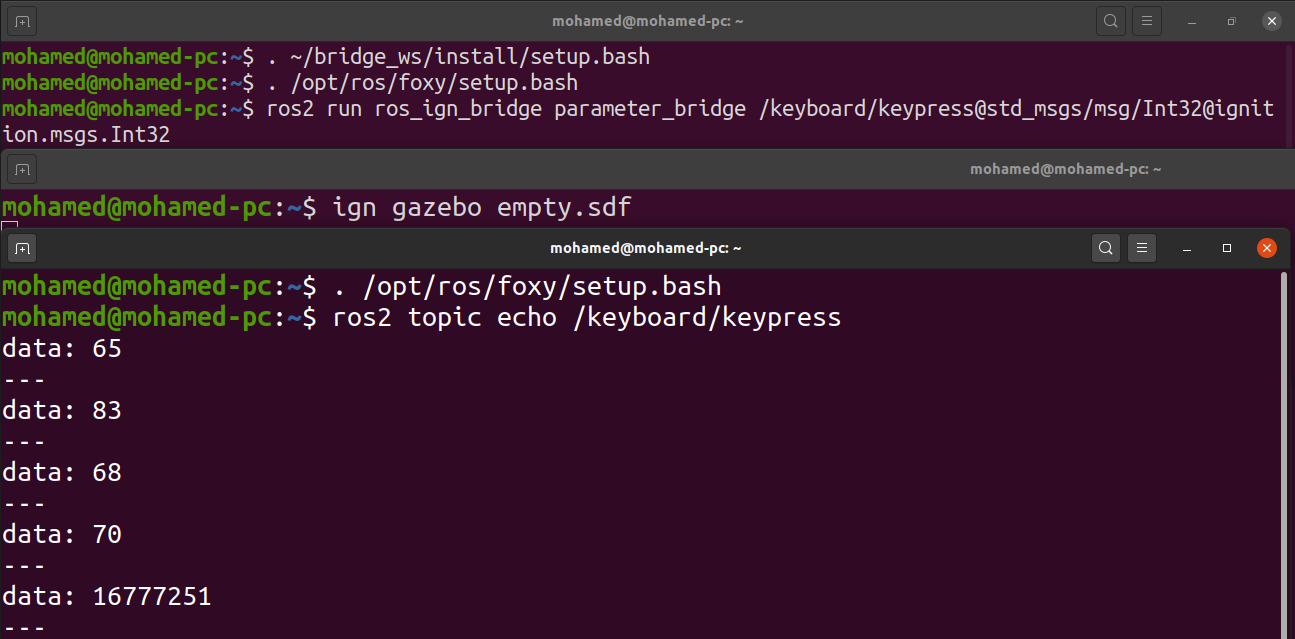 mohamed@mohamed-pc: ~
mohamed@mohamed-pc:~$ . ~/bridge_ws/install/setup.bash
mohamed@mohamed-pc:~$ . /opt/ros/foxy/setup.bash
mohamed@mohamed-pc:~$ ros2 run ros_ign_bridge parameter_bridge /keyboard/keypress@std_msgs/msg/Int32@ignit
ion.msgs.Int32
mohamed@mohamed-pc: ~
mohamed@mohamed-pc:~$ ign gazebo empty.sdf
mohamed@mohamed-pc: ~
mohamed@mohamed-pc:~$ . /opt/ros/foxy/setup.bash
mohamed@mohamed-pc:~$ ros2 topic echo /keyboard/keypress
data: 65
---
data: 83
---
data: 68
---
data: 70
---
data: 16777251
---